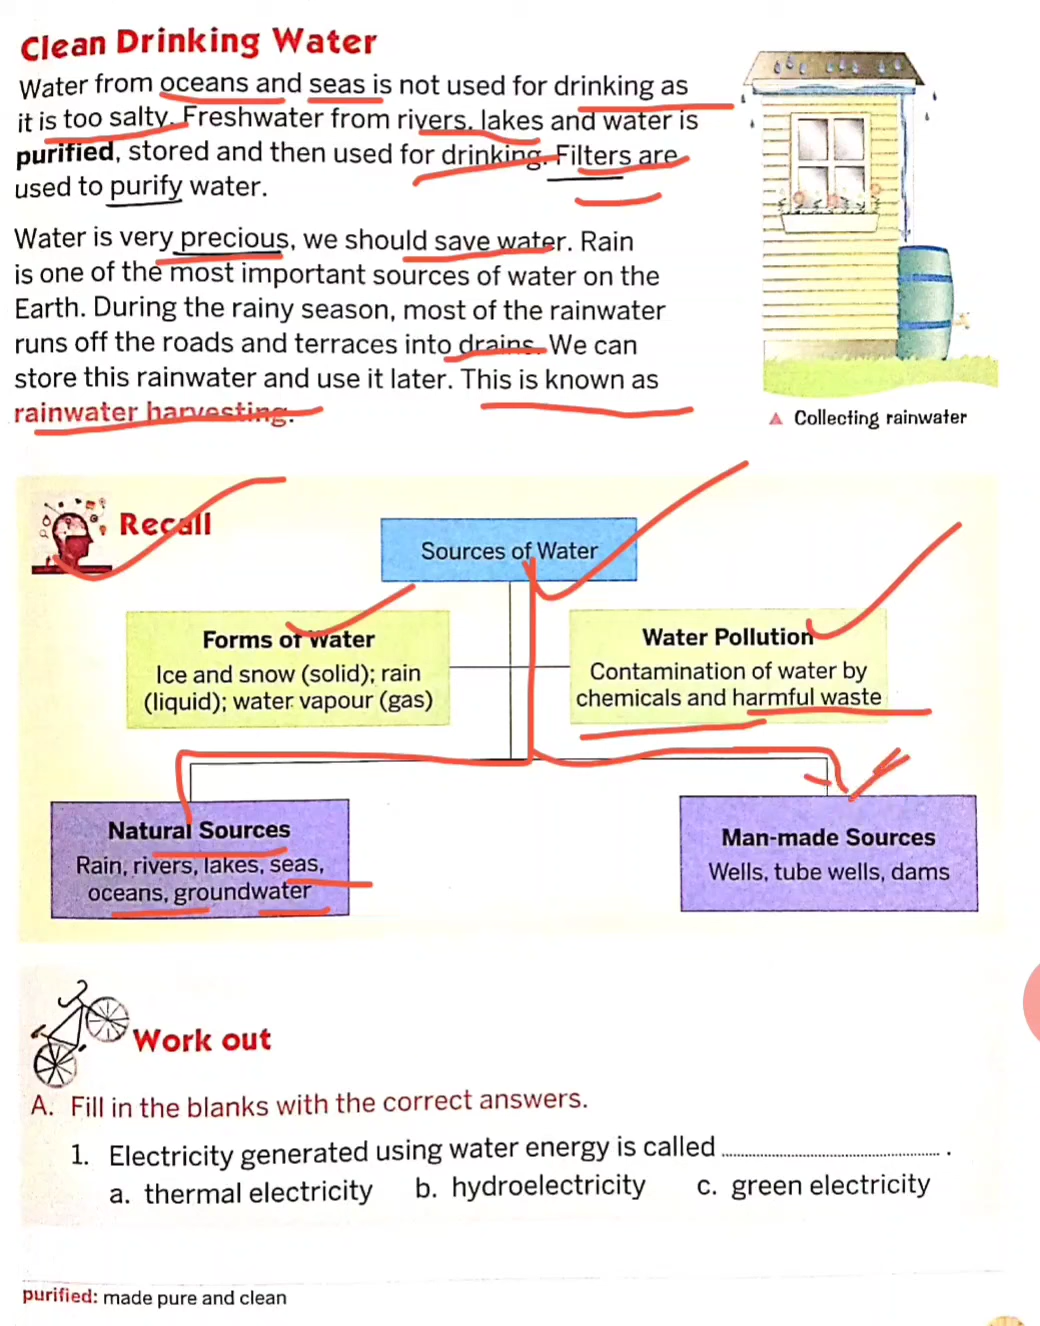 Clean Drinking Water
Water from oceans and seas is not used for drinking as
it is too salty. Freshwater from rivers, lakes and water is
purified, stored and then used for drinking. Filters are
used to purify water.
Water is very precious, we should save water. Rain
is one of the most important sources of water on the
Earth. During the rainy season, most of the rainwater
runs off the roads and terraces into drains. We can
store this rainwater and use it later. This is known as
rainwater harvesting.
▲ Collecting rainwater
Recall
Sources of Water
Forms of Water
Ice and snow (solid); rain
(liquid); water vapour (gas)
Water Pollution
Contamination of water by
chemicals and harmful waste
Natural Sources
Rain, rivers, lakes, seas,
oceans, groundwater
Man-made Sources
Wells, tube wells, dams
Work out
A. Fill in the blanks with the correct answers.
1. Electricity generated using water energy is called .................... .
a. thermal electricity b. hydroelectricity c. green electricity
purified: made pure and clean